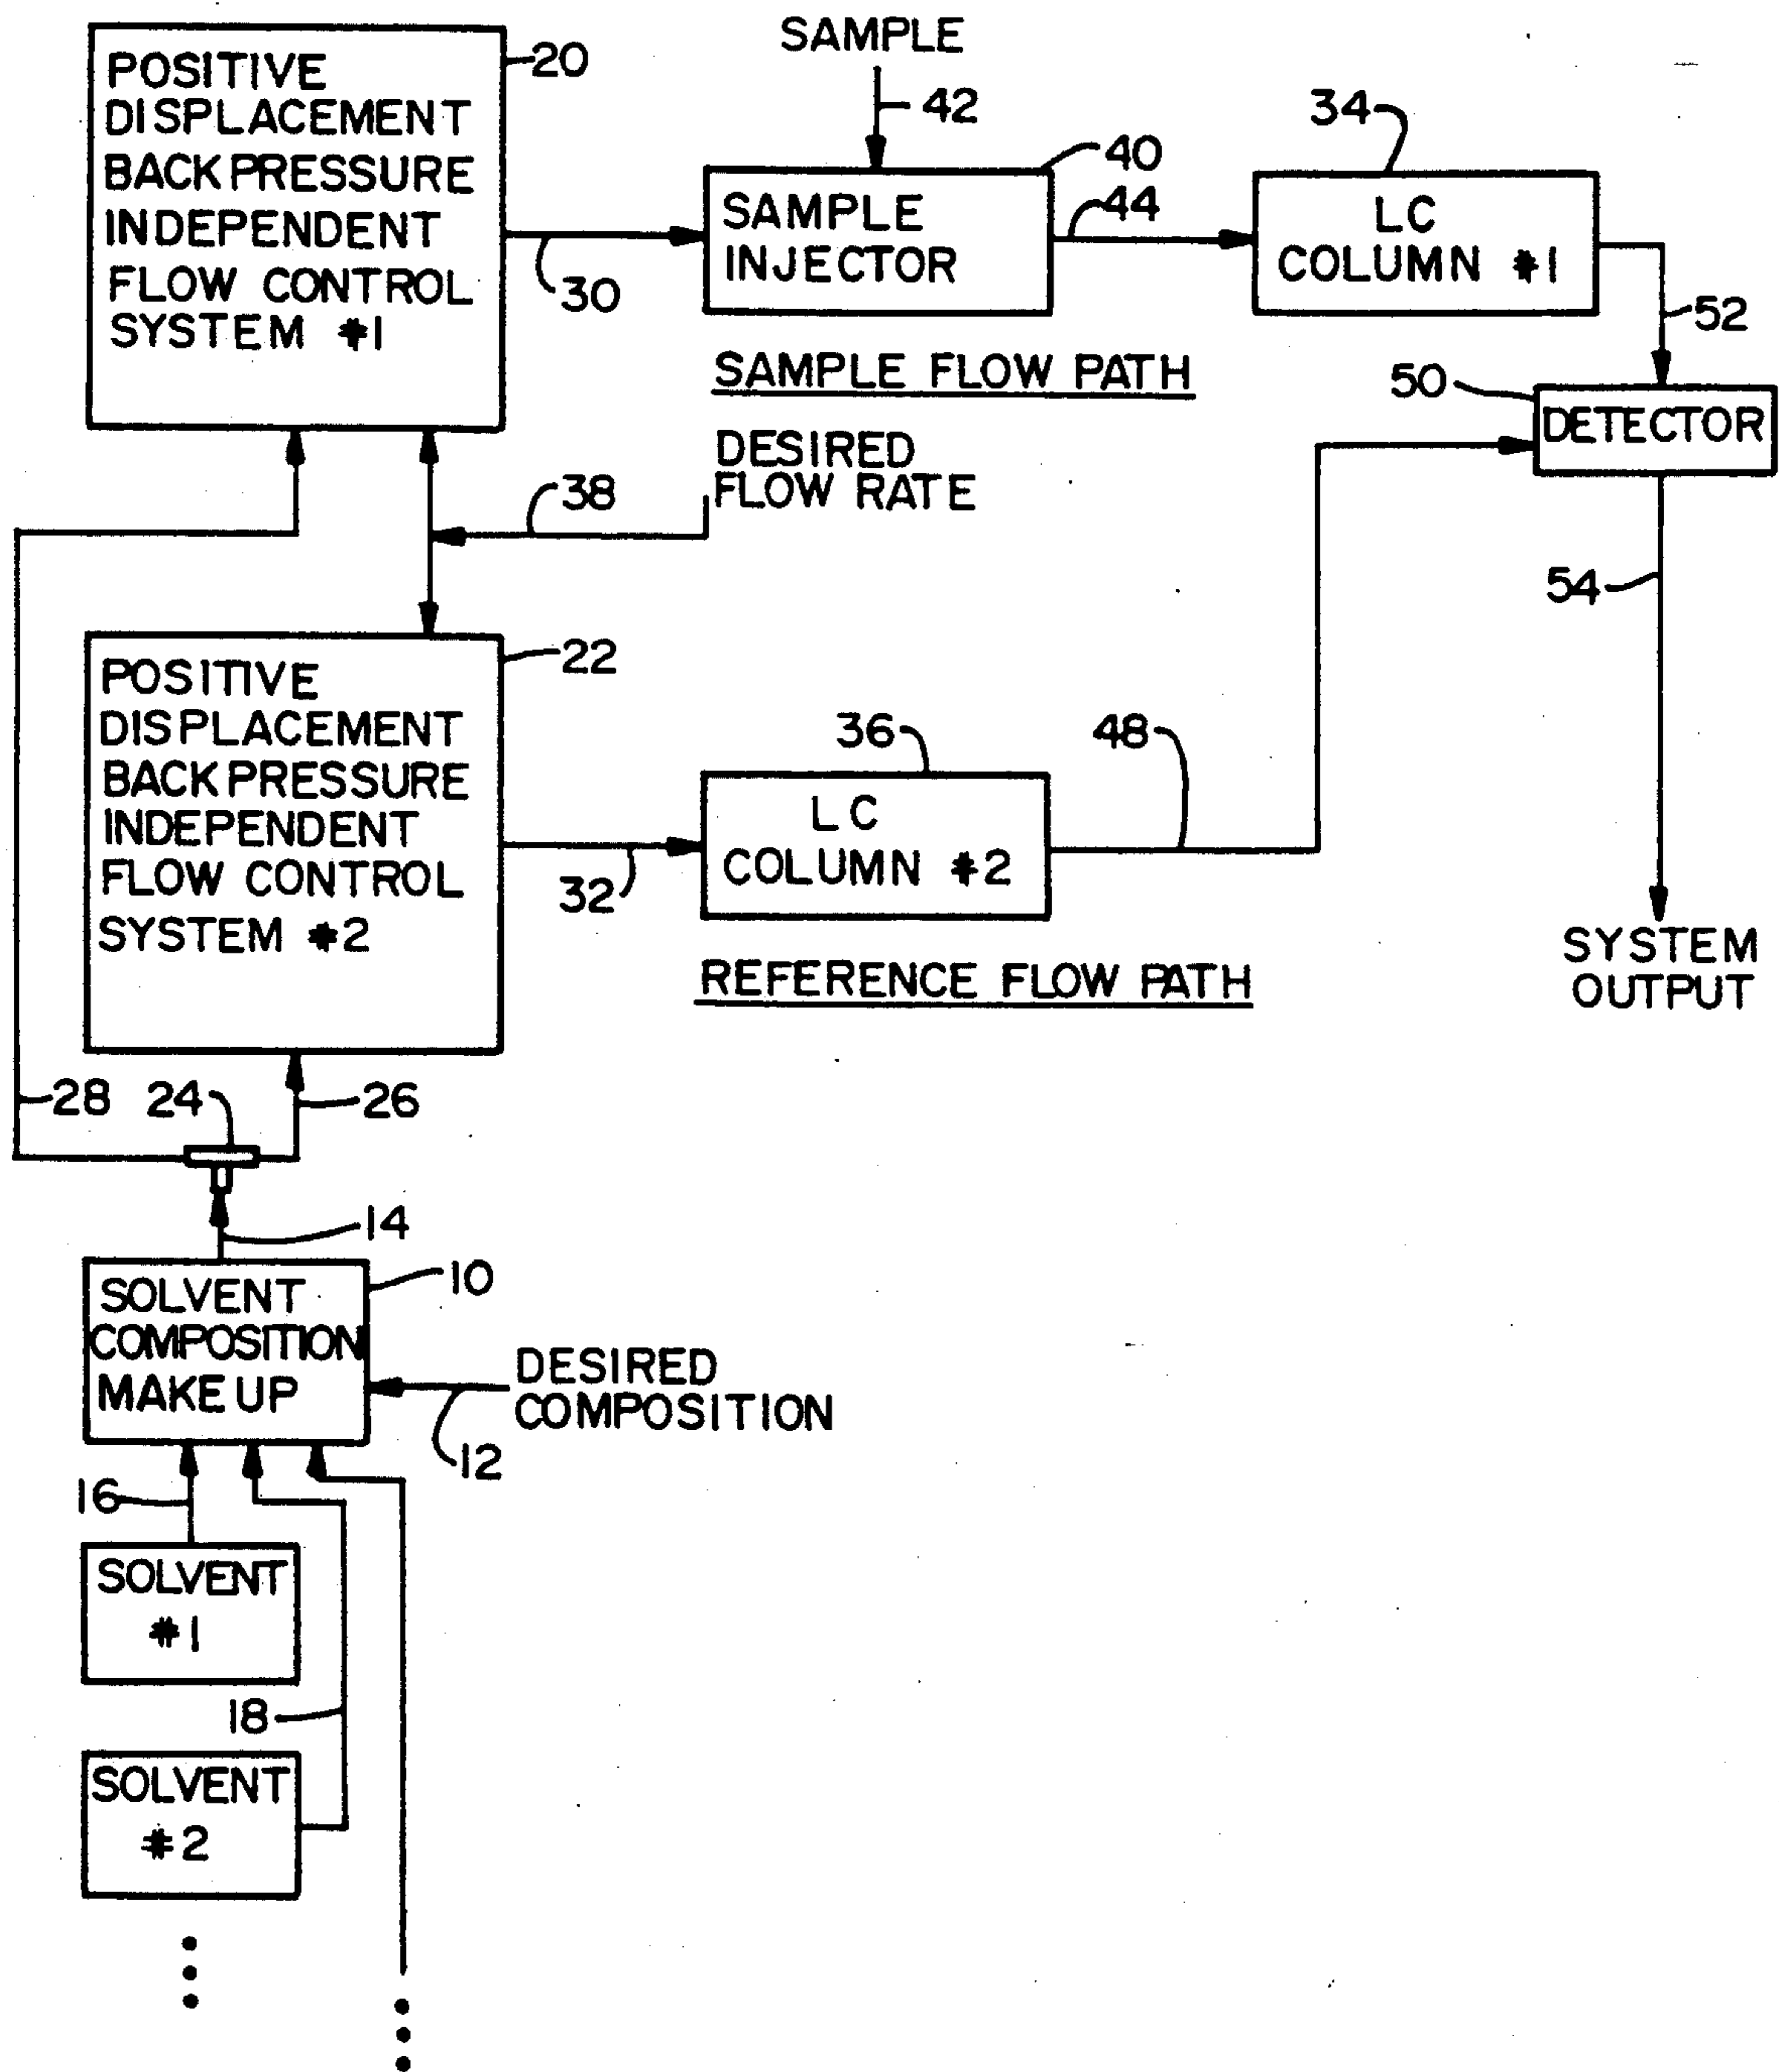 POSITIVE
DISPLACEMENT
BACK PRESSURE
INDEPENDENT
FLOW CONTROL
SYSTEM #1
20
SAMPLE
42
SAMPLE
INJECTOR
40
44
30
34
LC
COLUMN #1
52
SAMPLE FLOW PATH
50
DETECTOR
DESIRED
FLOW RATE
38
54
SYSTEM
OUTPUT
POSITIVE
DISPLACEMENT
BACK PRESSURE
INDEPENDENT
FLOW CONTROL
SYSTEM #2
22
36
48
LC
COLUMN #2
32
REFERENCE FLOW PATH
28
24
26
14
SOLVENT
COMPOSITION
MAKE UP
10
DESIRED
COMPOSITION
12
16
SOLVENT
#1
18
SOLVENT
#2